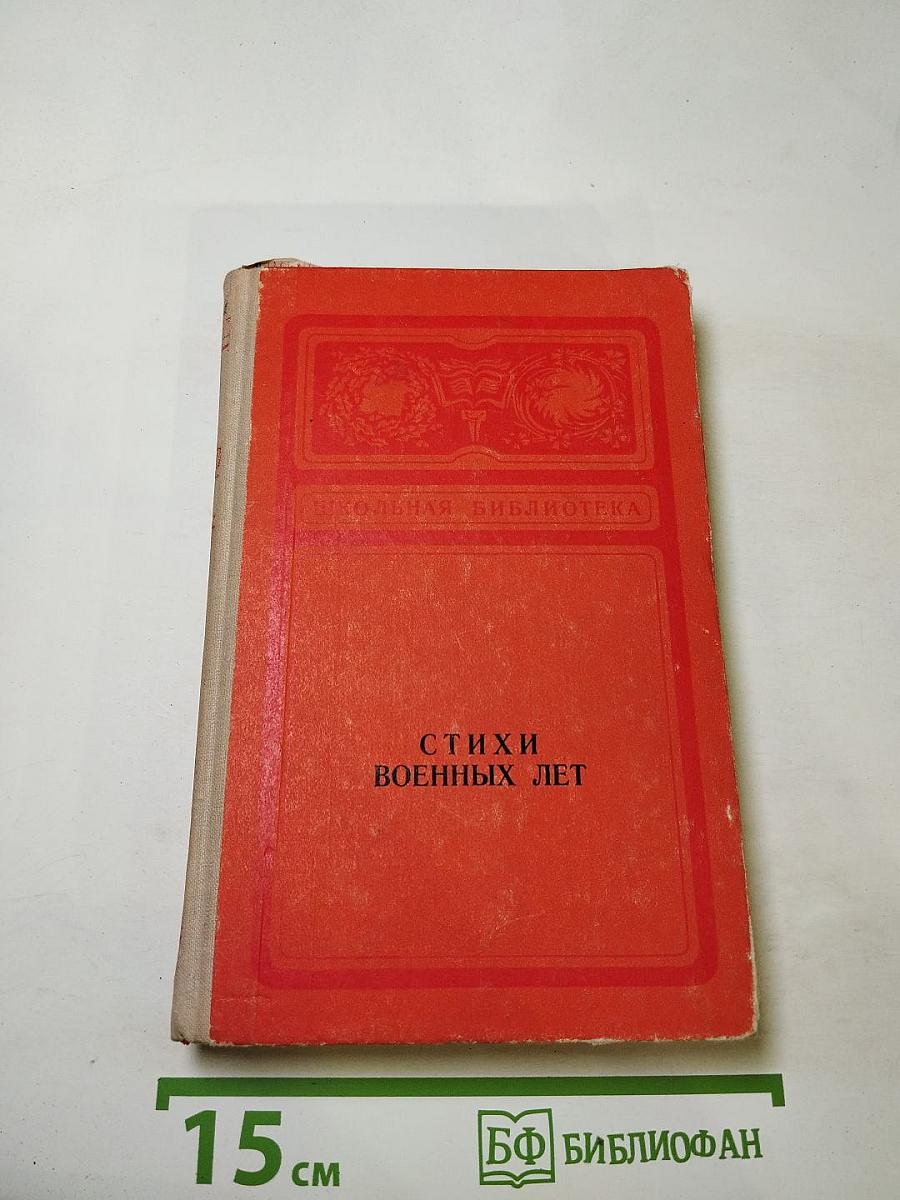 ШКОЛЬНАЯ БИБЛИОТЕКА
СТИХИ
ВОЕННЫХ ЛЕТ
15 см
БФ БИБЛИОФАН